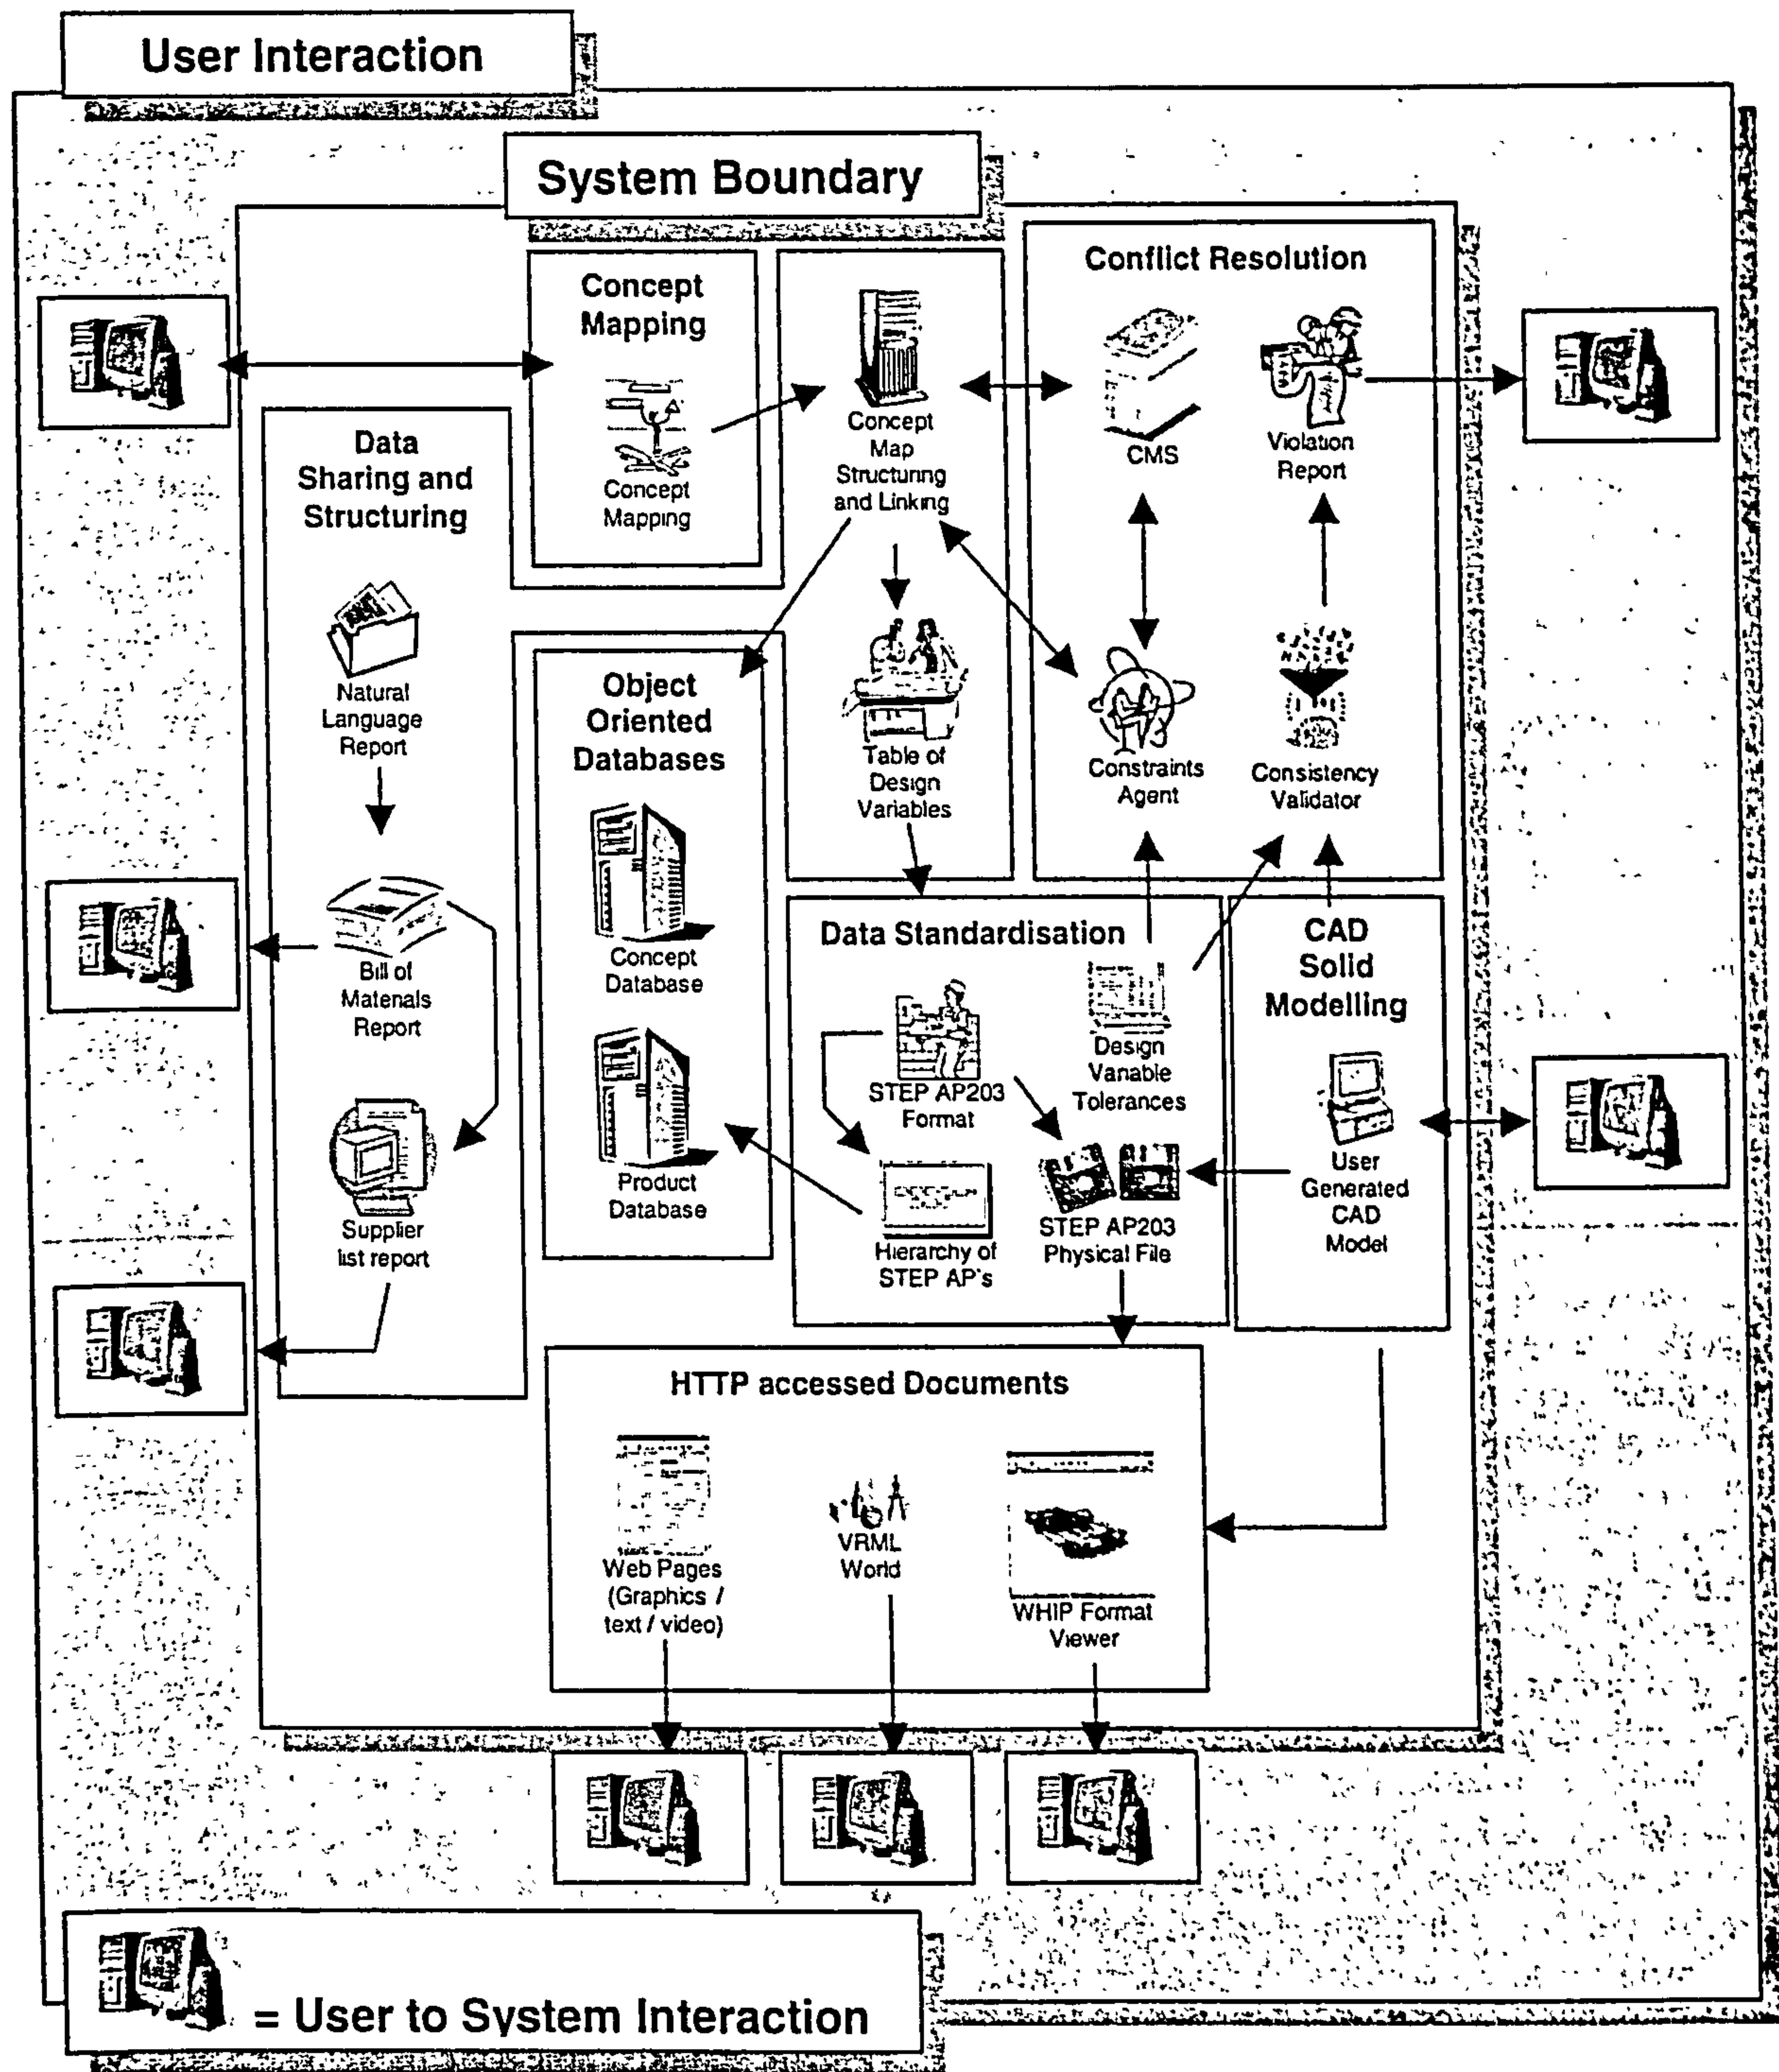 User Interaction
System Boundary
Concept
Mapping
Concept
Mapping
Concept
Map
Structuring
and Linking
Table of
Design
Variables
Conflict Resolution
CMS
Violation
Report
Constraints
Agent
Consistency
Validator
Data
Sharing and
Structuring
Natural
Language
Report
Bill of
Materials
Report
Supplier
list report
Object
Oriented
Databases
Concept
Database
Product
Database
Data Standardisation
STEP AP203
Format
Design
Variable
Tolerances
Hierarchy of
STEP AP's
STEP AP203
Physical File
CAD
Solid
Modelling
User
Generated
CAD
Model
HTTP accessed Documents
Web Pages
(Graphics /
text / video)
VRML
World
WHIP Format
Viewer
= User to System Interaction